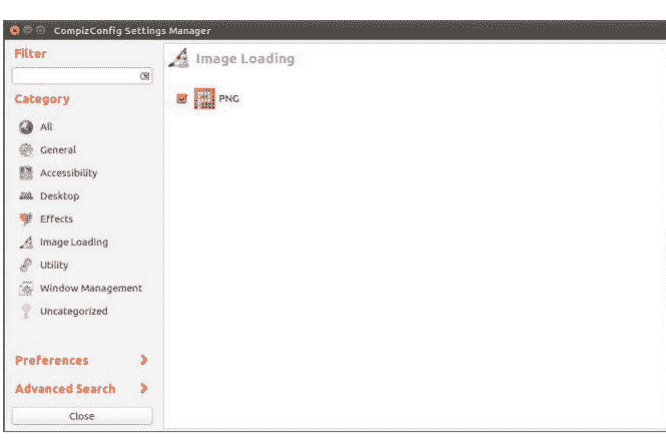 CompizConfig Settings Manager
Filter
Category
All
General
Accessibility
Desktop
Effects
Image Loading
Utility
Window Management
Uncategorized
Preferences
Advanced Search
Close
Image Loading
PNG